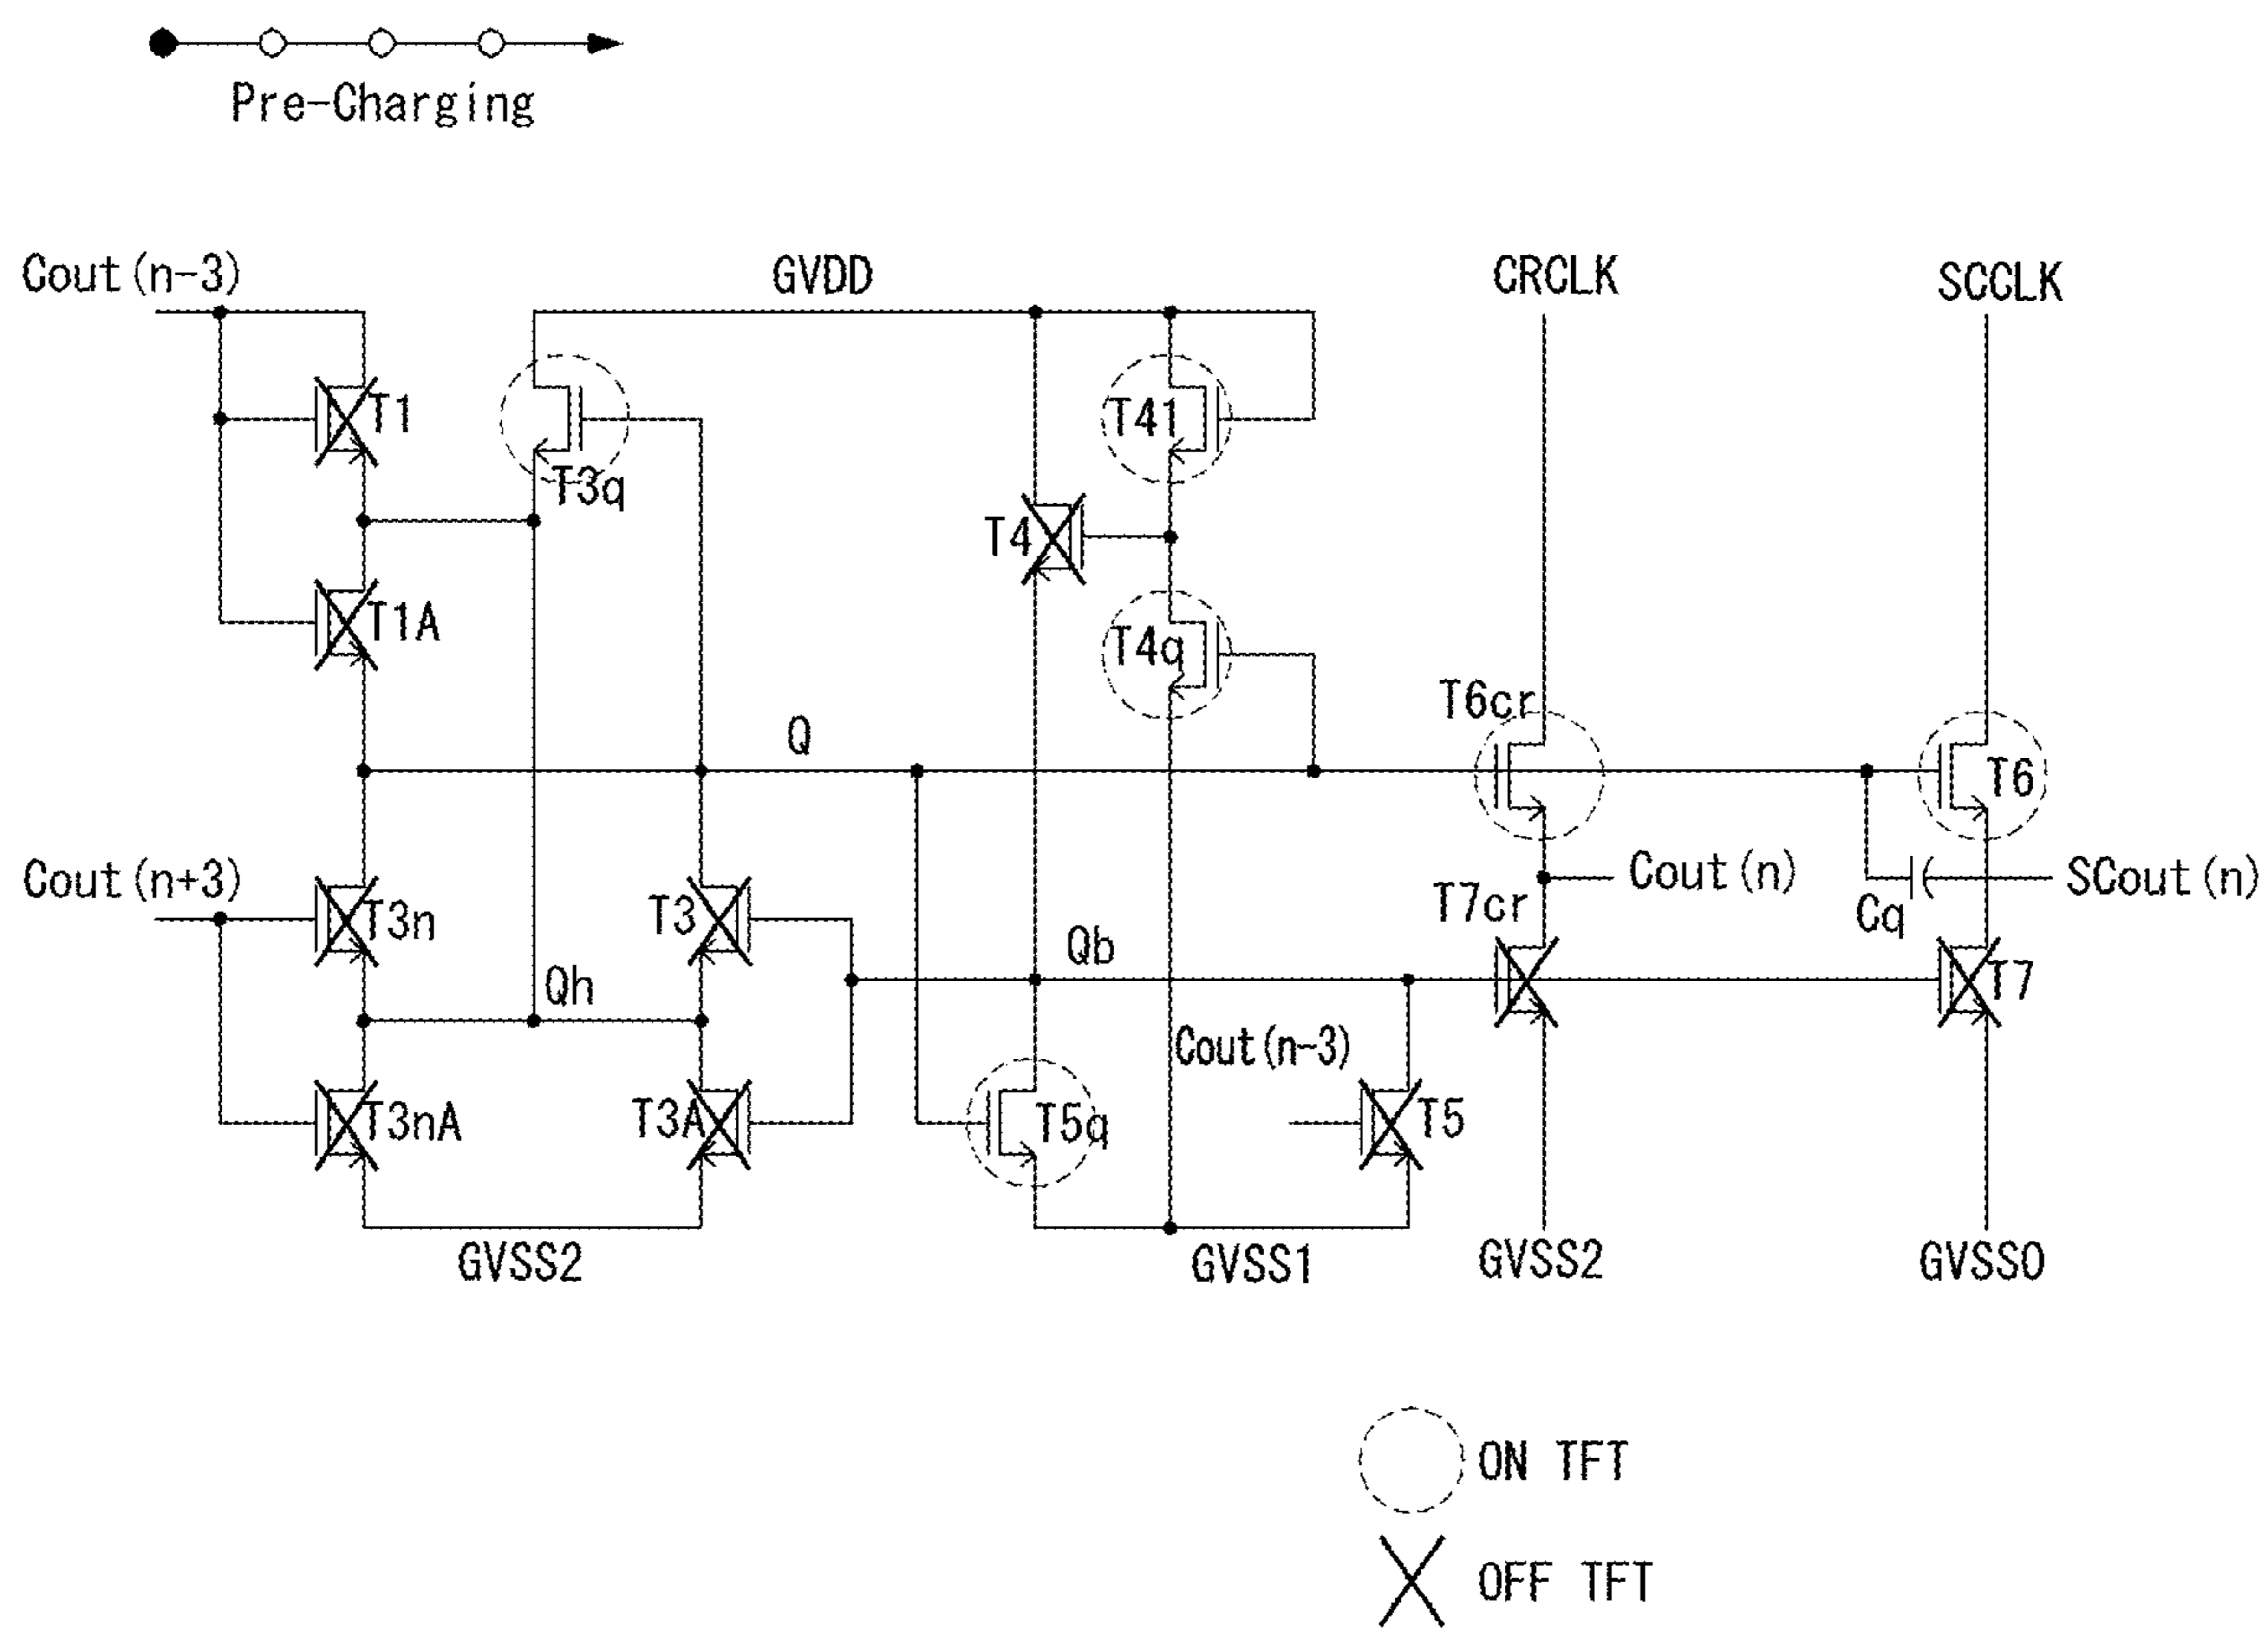 Pre-Charging
Cout(n-3)
GVDD
CRCLK
SCCLK
T1
T3q
T41
T4
T1A
T4q
T6cr
Q
T6
Cout(n+3)
T3n
T3
Cout(n)
SCout(n)
T7cr
Cq
Qb
Qh
T7
Cout(n-3)
T3nA
T3A
T5q
T5
GVSS2
GVSS1
GVSS2
GVSS0
ON TFT
OFF TFT